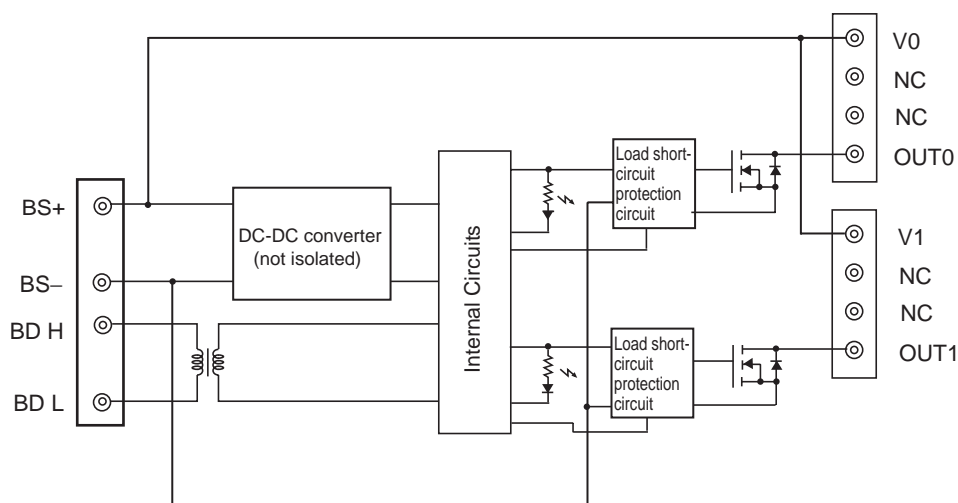 BS+
BS–
BD H
BD L
DC-DC converter
(not isolated)
Internal Circuits
Load short-
circuit
protection
circuit
Load short-
circuit
protection
circuit
V0
NC
NC
OUT0
V1
NC
NC
OUT1